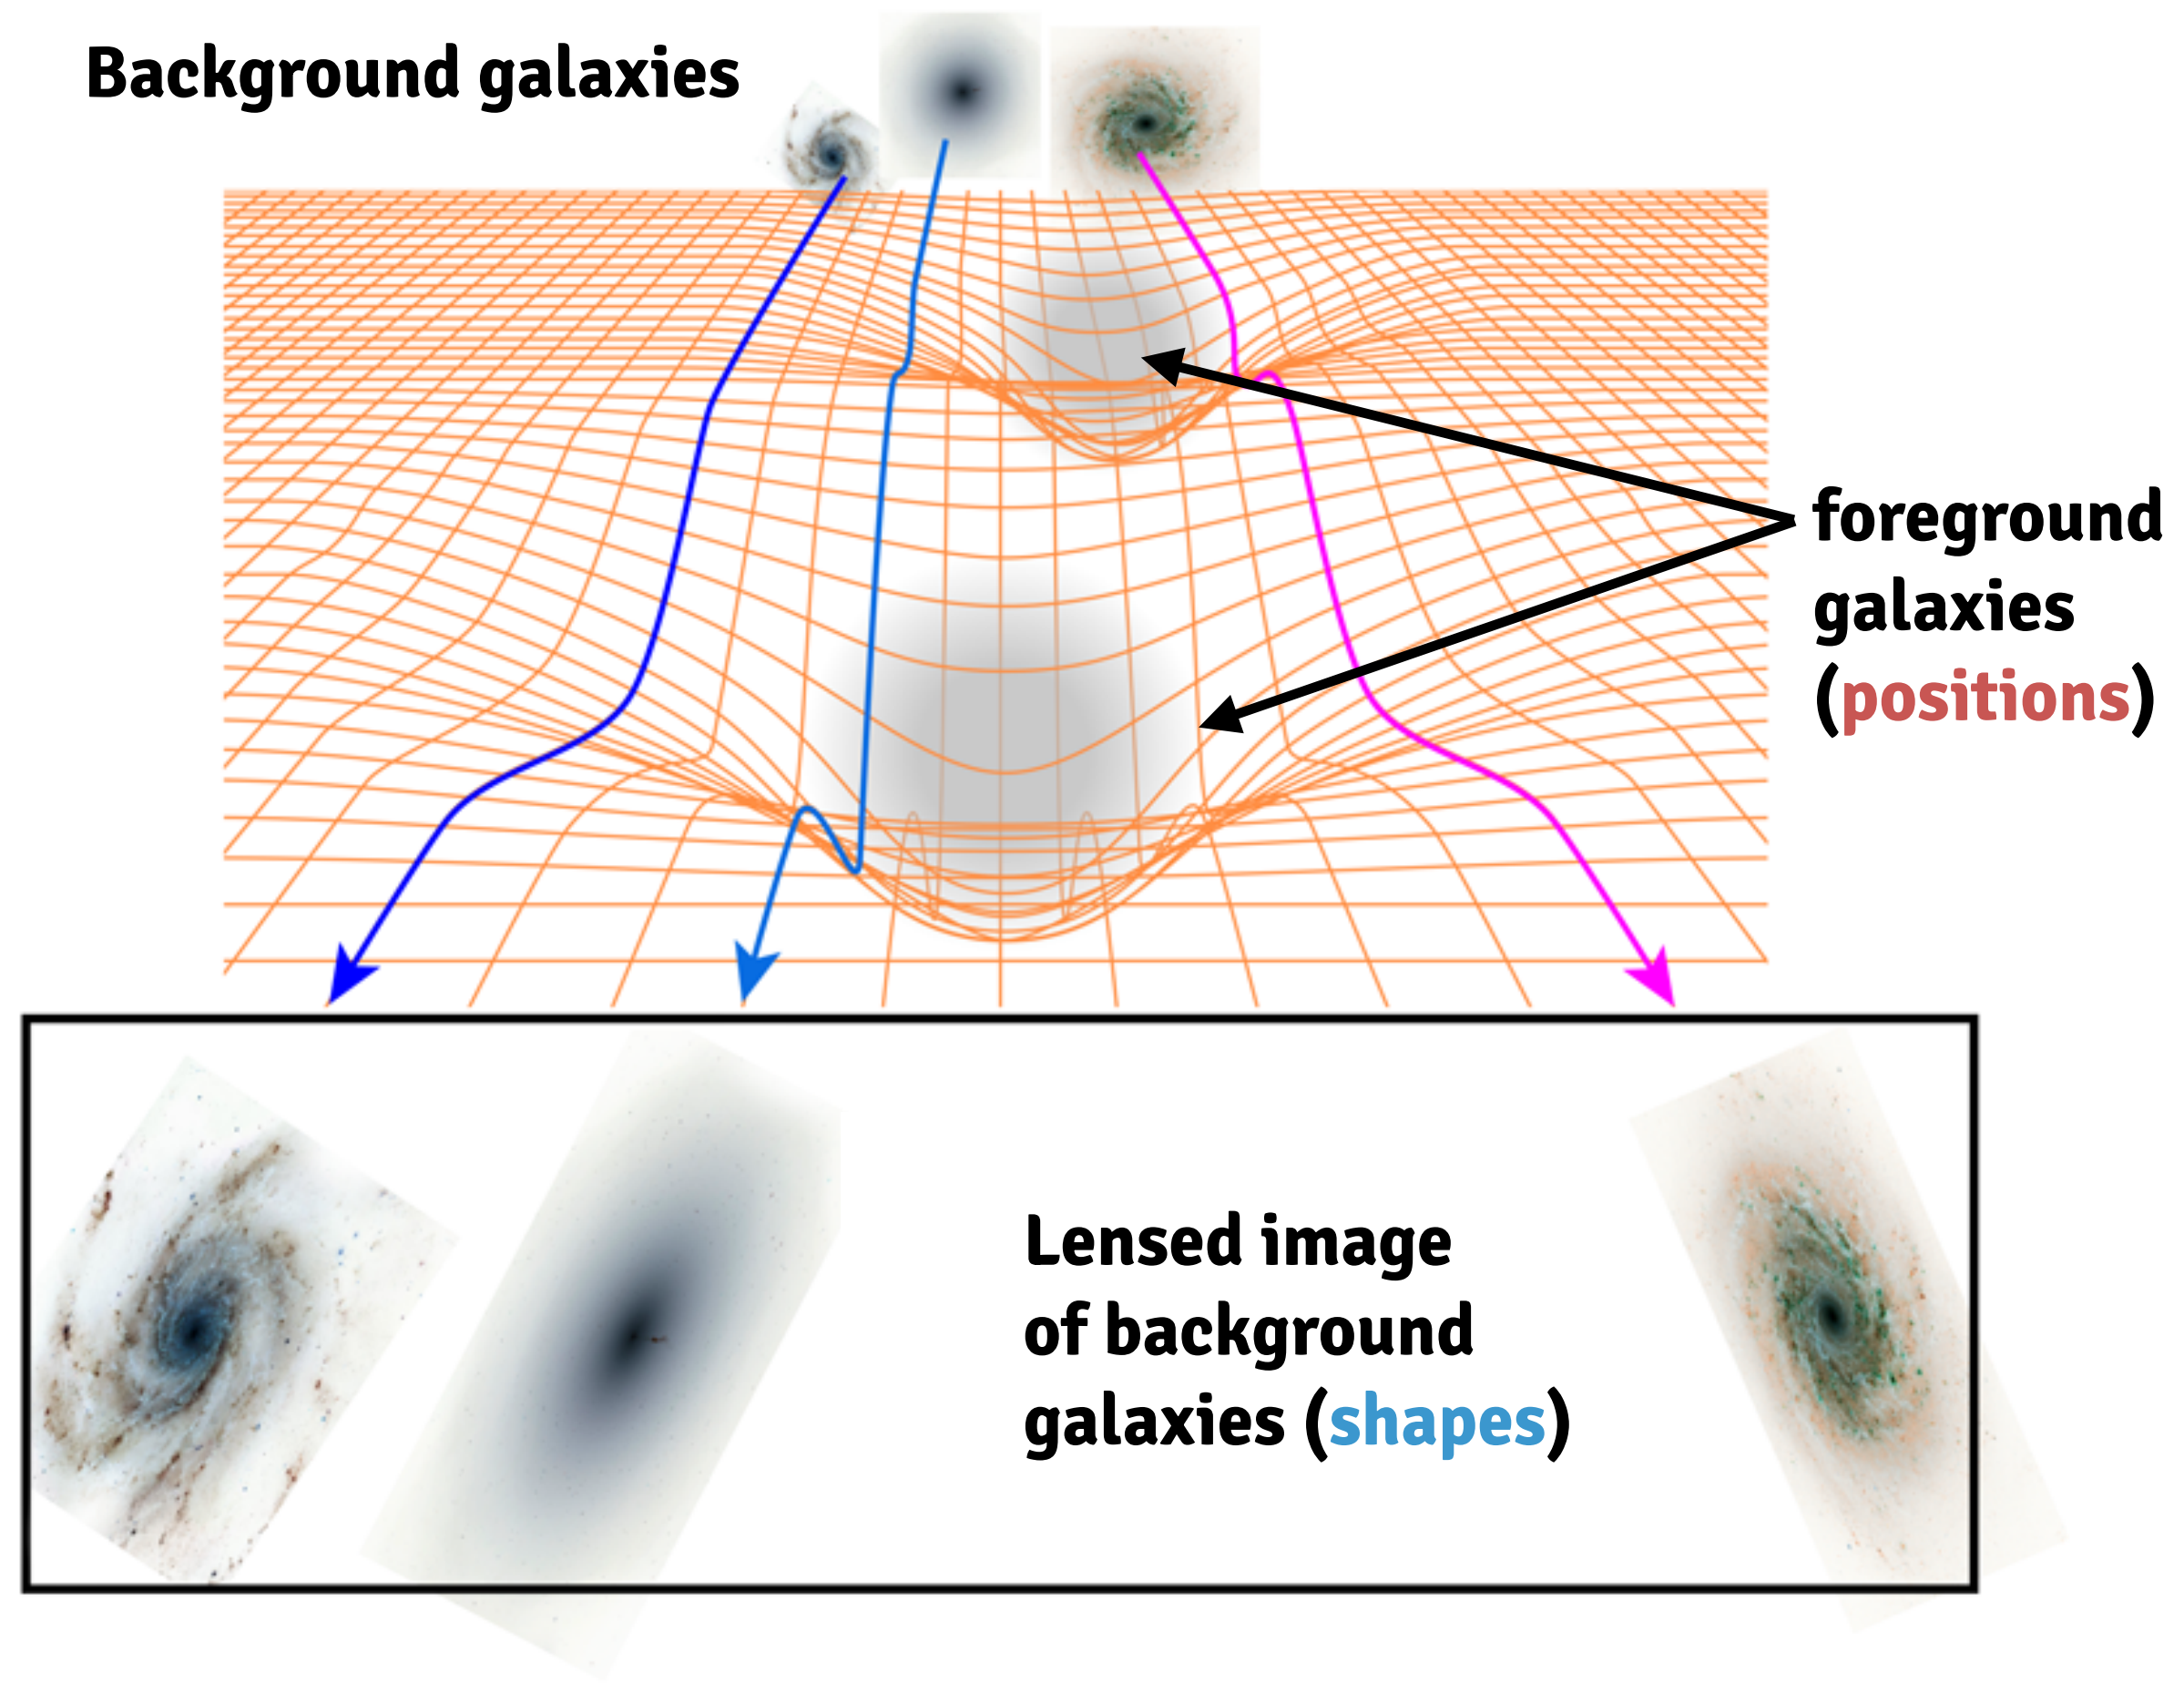 Background galaxies
foreground
galaxies
(positions)
Lensed image
of background
galaxies (shapes)